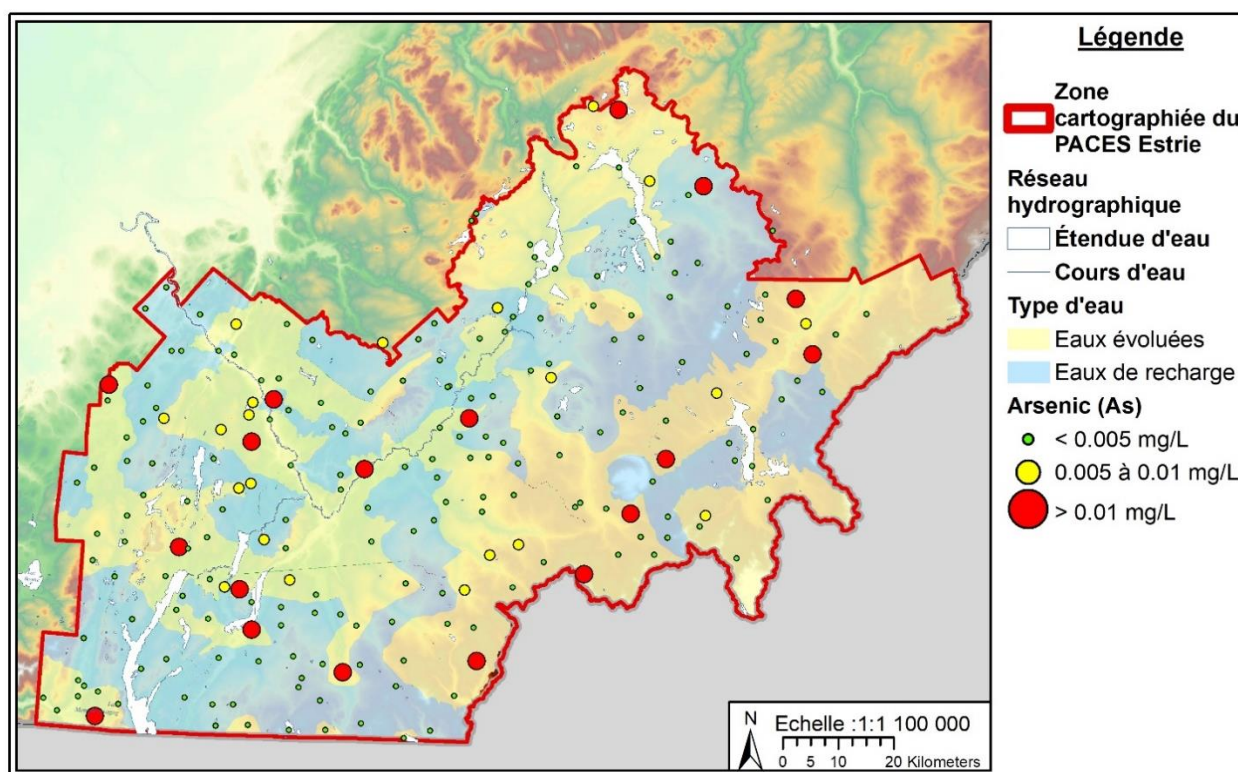 Légende
Zone
cartographiée du
PACES Estrie
Réseau
hydrographique
Étendue d'eau
Cours d'eau
Type d'eau
Eaux évoluées
Eaux de recharge
Arsenic (As)
< 0.005 mg/L
0.005 à 0.01 mg/L
> 0.01 mg/L
N
Echelle :1:1 100 000
0 5 10 20 Kilometers